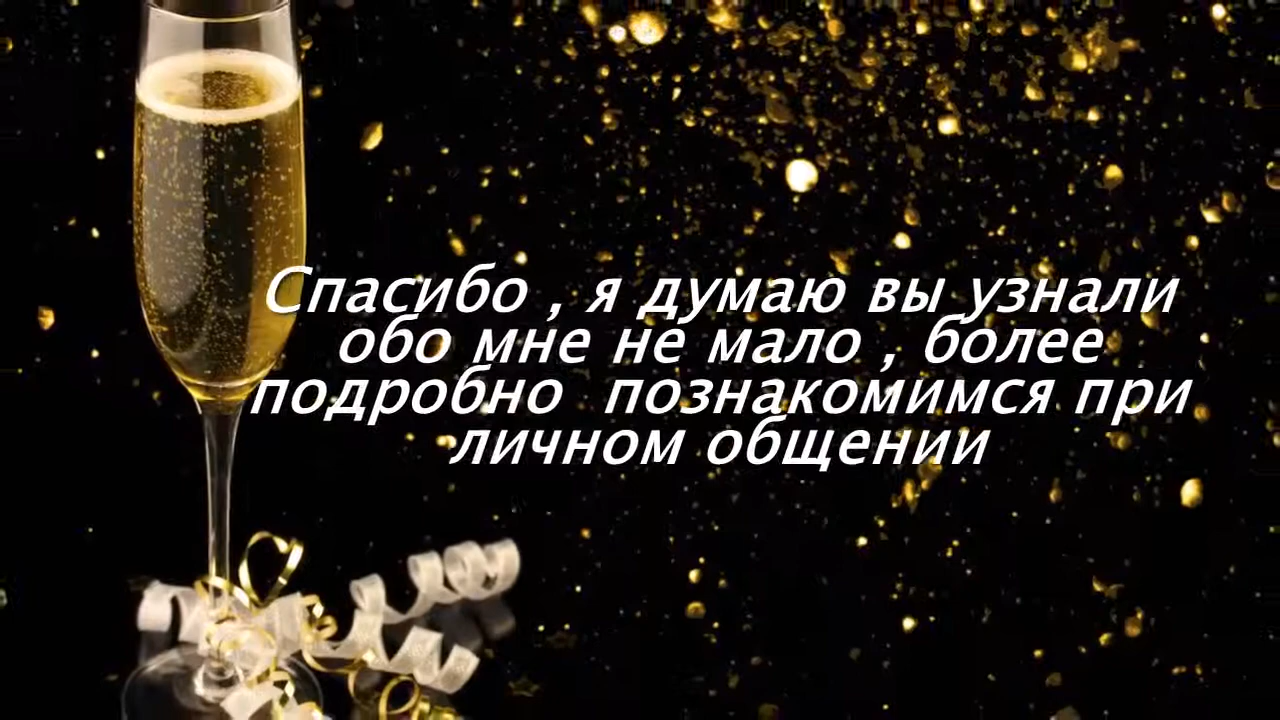 Спасибо , я думаю вы узнали
обо мне не мало , более
подробно  познакомимся при
личном общении